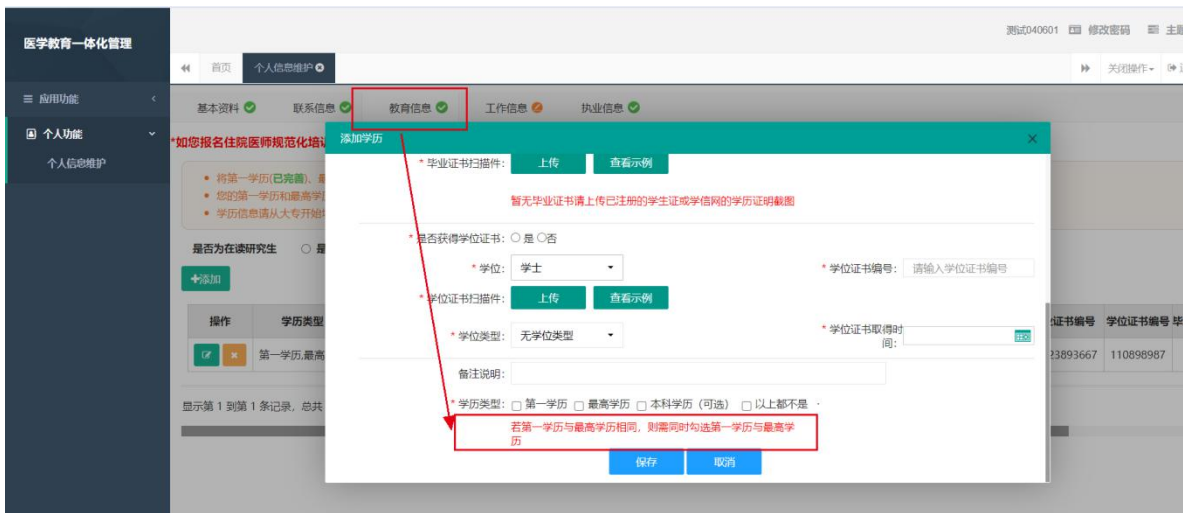 医学教育一体化管理
测试040601 修改密码 主题
首页 个人信息维护 关闭操作
应用功能
基本资料 联系信息 教育信息 工作信息 执业信息
个人功能
个人信息维护
*如您报名住院医师规范化培训
添加学历
将第一学历(已完善)、最
您的第一学历和最高学历
学历信息请从大专开始
是否为在读研究生 是
+添加
操作 学历类型 证书编号 学位证书编号 毕
第一学历,最高 23893667 110898987
显示第 1 到第 1 条记录，总共
* 毕业证书扫描件： 上传 查看示例
暂无毕业证书请上传已注册的学生证或学信网的学历证明截图
* 是否获得学位证书： 是 否
* 学位： 学士 * 学位证书编号： 请输入学位证书编号
* 学位证书扫描件： 上传 查看示例
* 学位类型： 无学位类型 * 学位证书取得时
间：
备注说明：
* 学历类型： 第一学历 最高学历 本科学历（可选） 以上都不是
若第一学历与最高学历相同，则需同时勾选第一学历与最高学
历
保存 取消